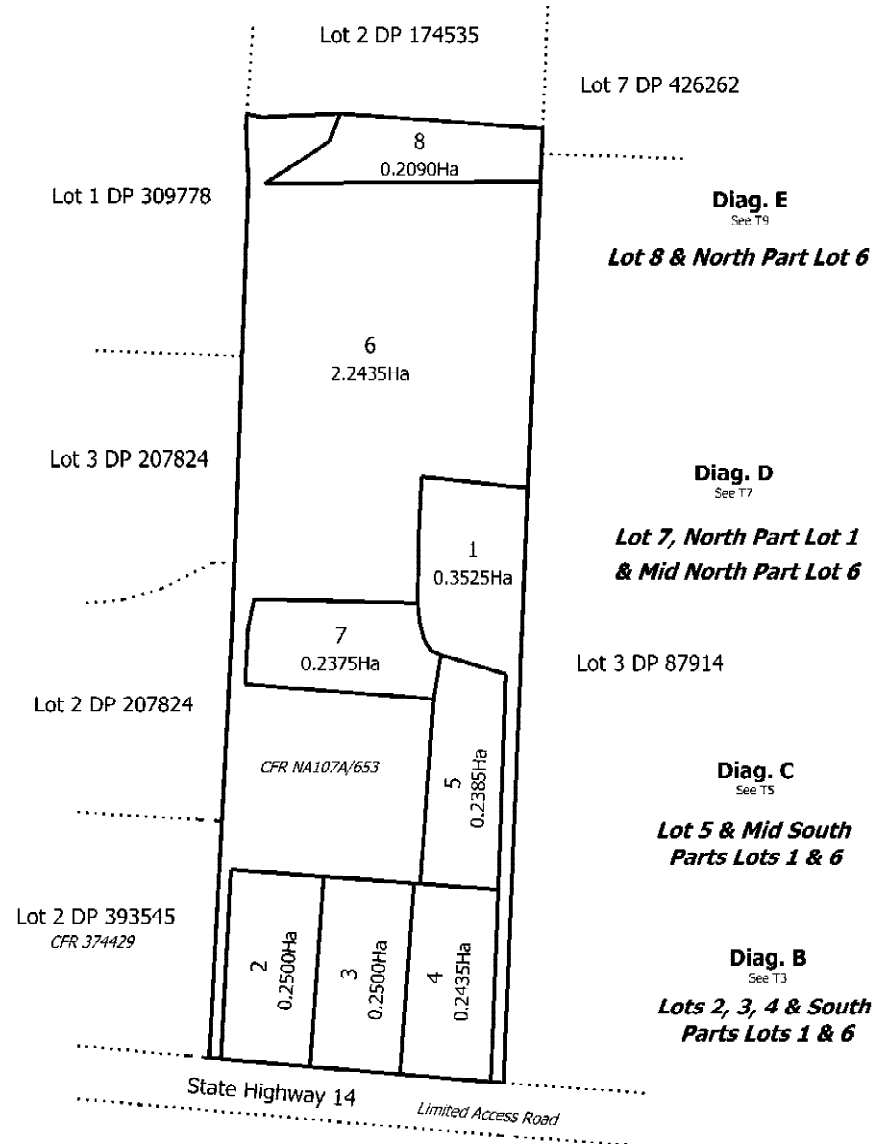 Lot 2 DP 174535
Lot 7 DP 426262
8
0.2090Ha
Lot 1 DP 309778
Diag. E
See T9
Lot 8 & North Part Lot 6
6
2.2435Ha
Lot 3 DP 207824
Diag. D
See T7
Lot 7, North Part Lot 1
& Mid North Part Lot 6
1
0.3525Ha
7
0.2375Ha
Lot 3 DP 87914
Lot 2 DP 207824
CFR NA107A/653
5
0.2385Ha
Diag. C
See T5
Lot 5 & Mid South
Parts Lots 1 & 6
Lot 2 DP 393545
CFR 374429
2
0.2500Ha
3
0.2500Ha
4
0.2435Ha
Diag. B
See T3
Lots 2, 3, 4 & South
Parts Lots 1 & 6
State Highway 14
Limited Access Road